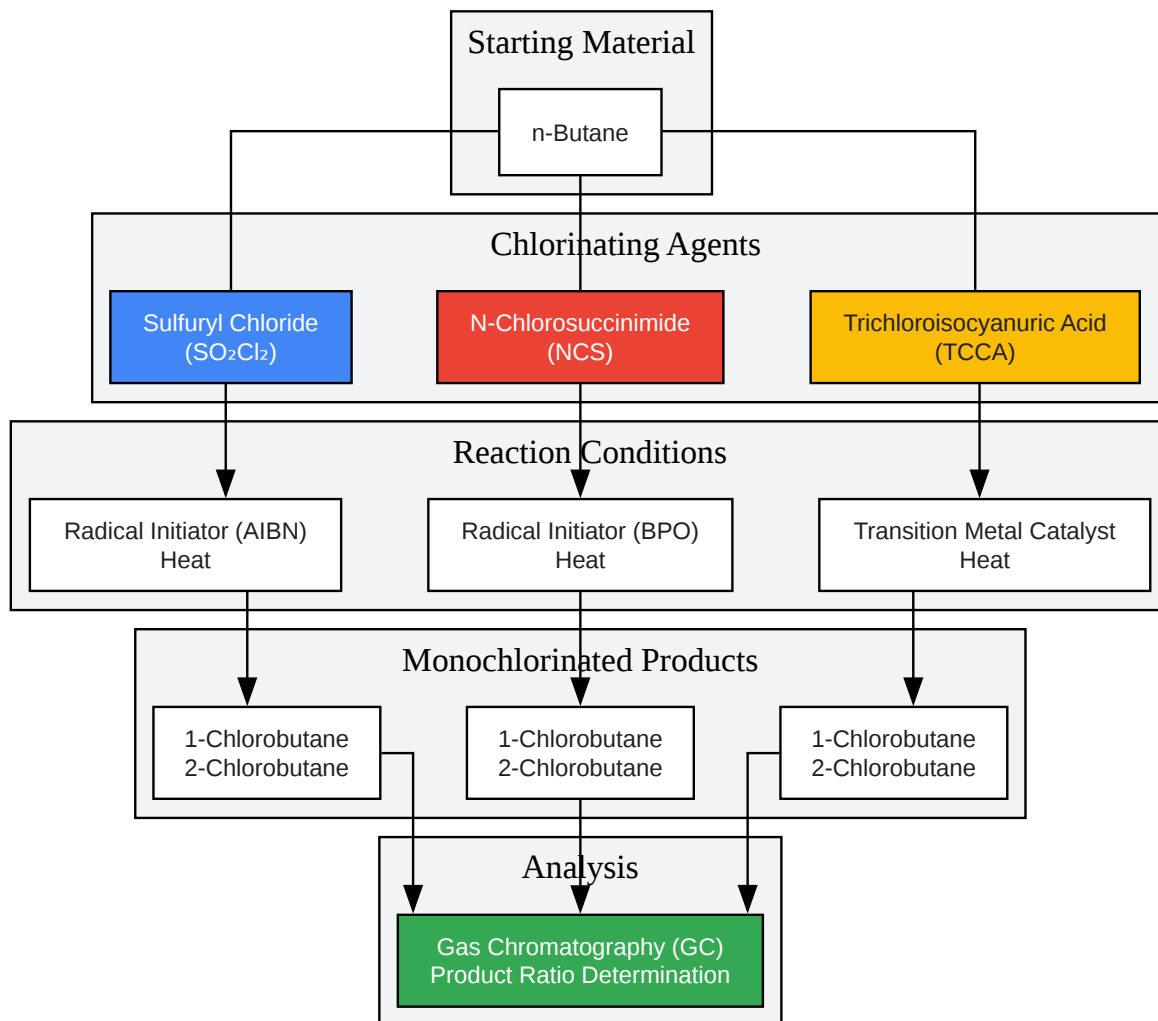 Starting Material
n-Butane
Chlorinating Agents
Sulfuryl Chloride
(SO₂Cl₂)
N-Chlorosuccinimide
(NCS)
Trichloroisocyanuric Acid
(TCCA)
Reaction Conditions
Radical Initiator (AIBN)
Heat
Radical Initiator (BPO)
Heat
Transition Metal Catalyst
Heat
Monochlorinated Products
1-Chlorobutane
2-Chlorobutane
1-Chlorobutane
2-Chlorobutane
1-Chlorobutane
2-Chlorobutane
Analysis
Gas Chromatography (GC)
Product Ratio Determination